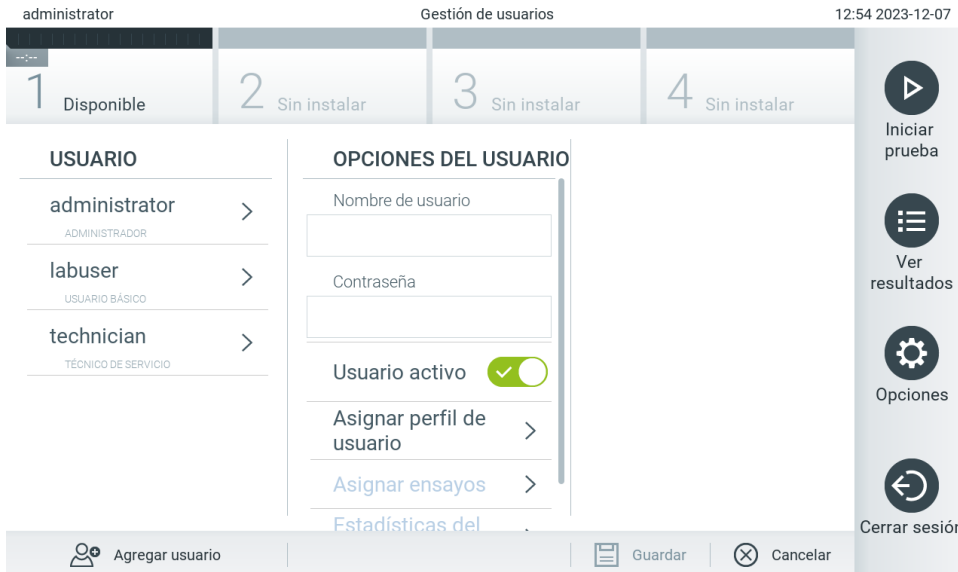 administrator
Gestión de usuarios
12:54 2023-12-07
--:--
1 Disponible
2 Sin instalar
3 Sin instalar
4 Sin instalar
USUARIO
administrator
ADMINISTRADOR
labuser
USUARIO BÁSICO
technician
TÉCNICO DE SERVICIO
OPCIONES DEL USUARIO
Nombre de usuario
Contraseña
Usuario activo
Asignar perfil de
usuario
Asignar ensayos
Estadísticas del
Iniciar
prueba
Ver
resultados
Opciones
Cerrar sesión
Agregar usuario
Guardar
Cancelar